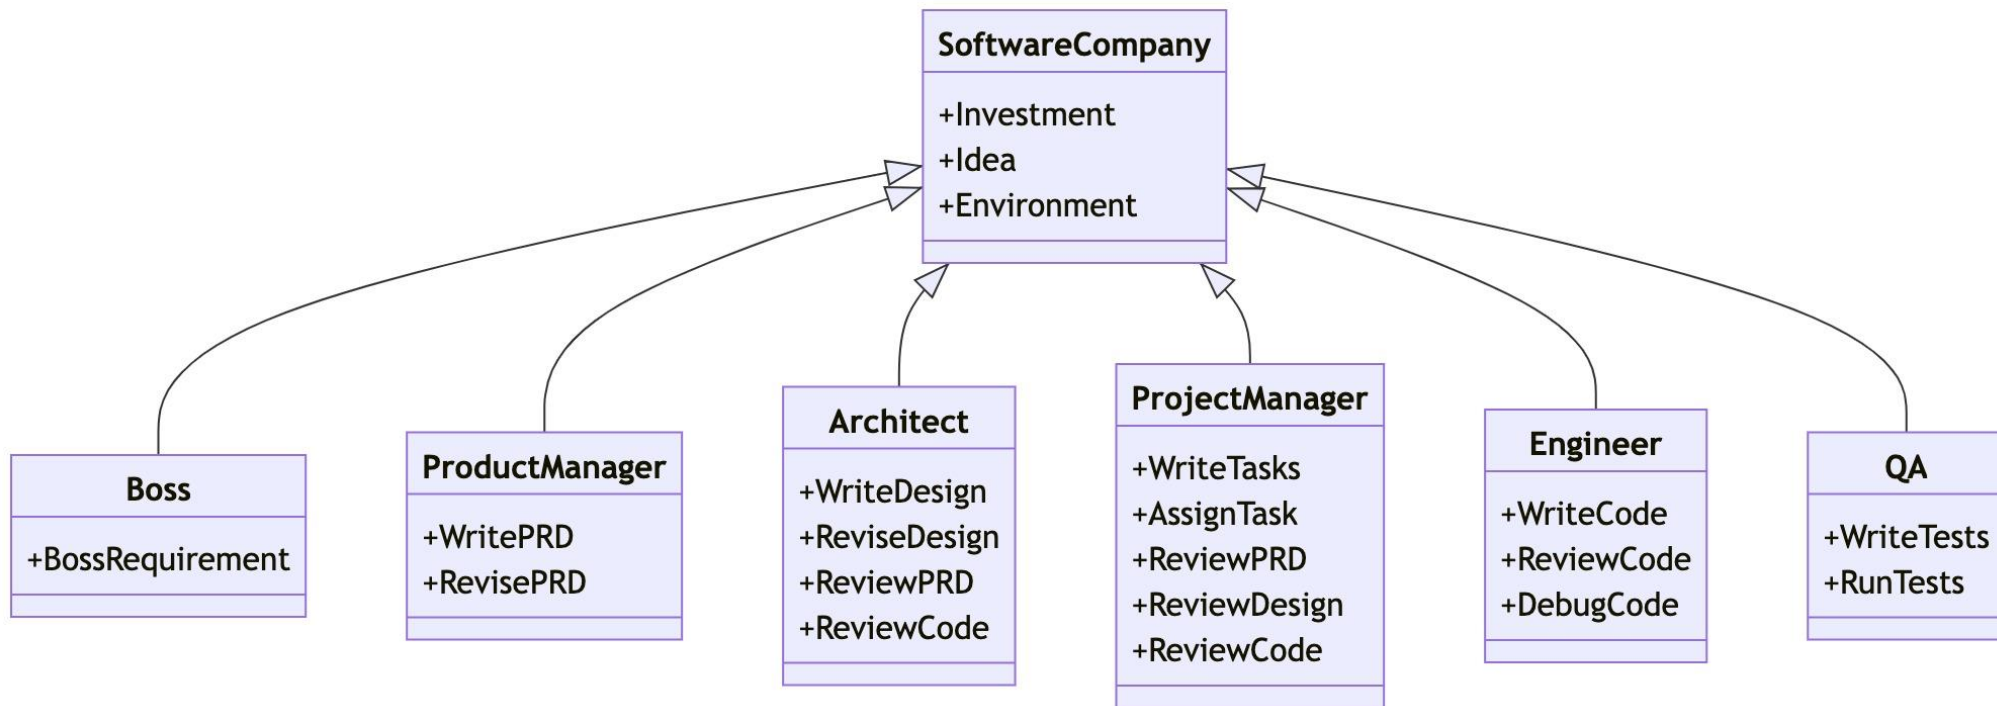 SoftwareCompany
+Investment
+Idea
+Environment
Boss
+BossRequirement
ProductManager
+WritePRD
+RevisePRD
Architect
+WriteDesign
+ReviseDesign
+ReviewPRD
+ReviewCode
ProjectManager
+WriteTasks
+AssignTask
+ReviewPRD
+ReviewDesign
+ReviewCode
Engineer
+WriteCode
+ReviewCode
+DebugCode
QA
+WriteTests
+RunTests